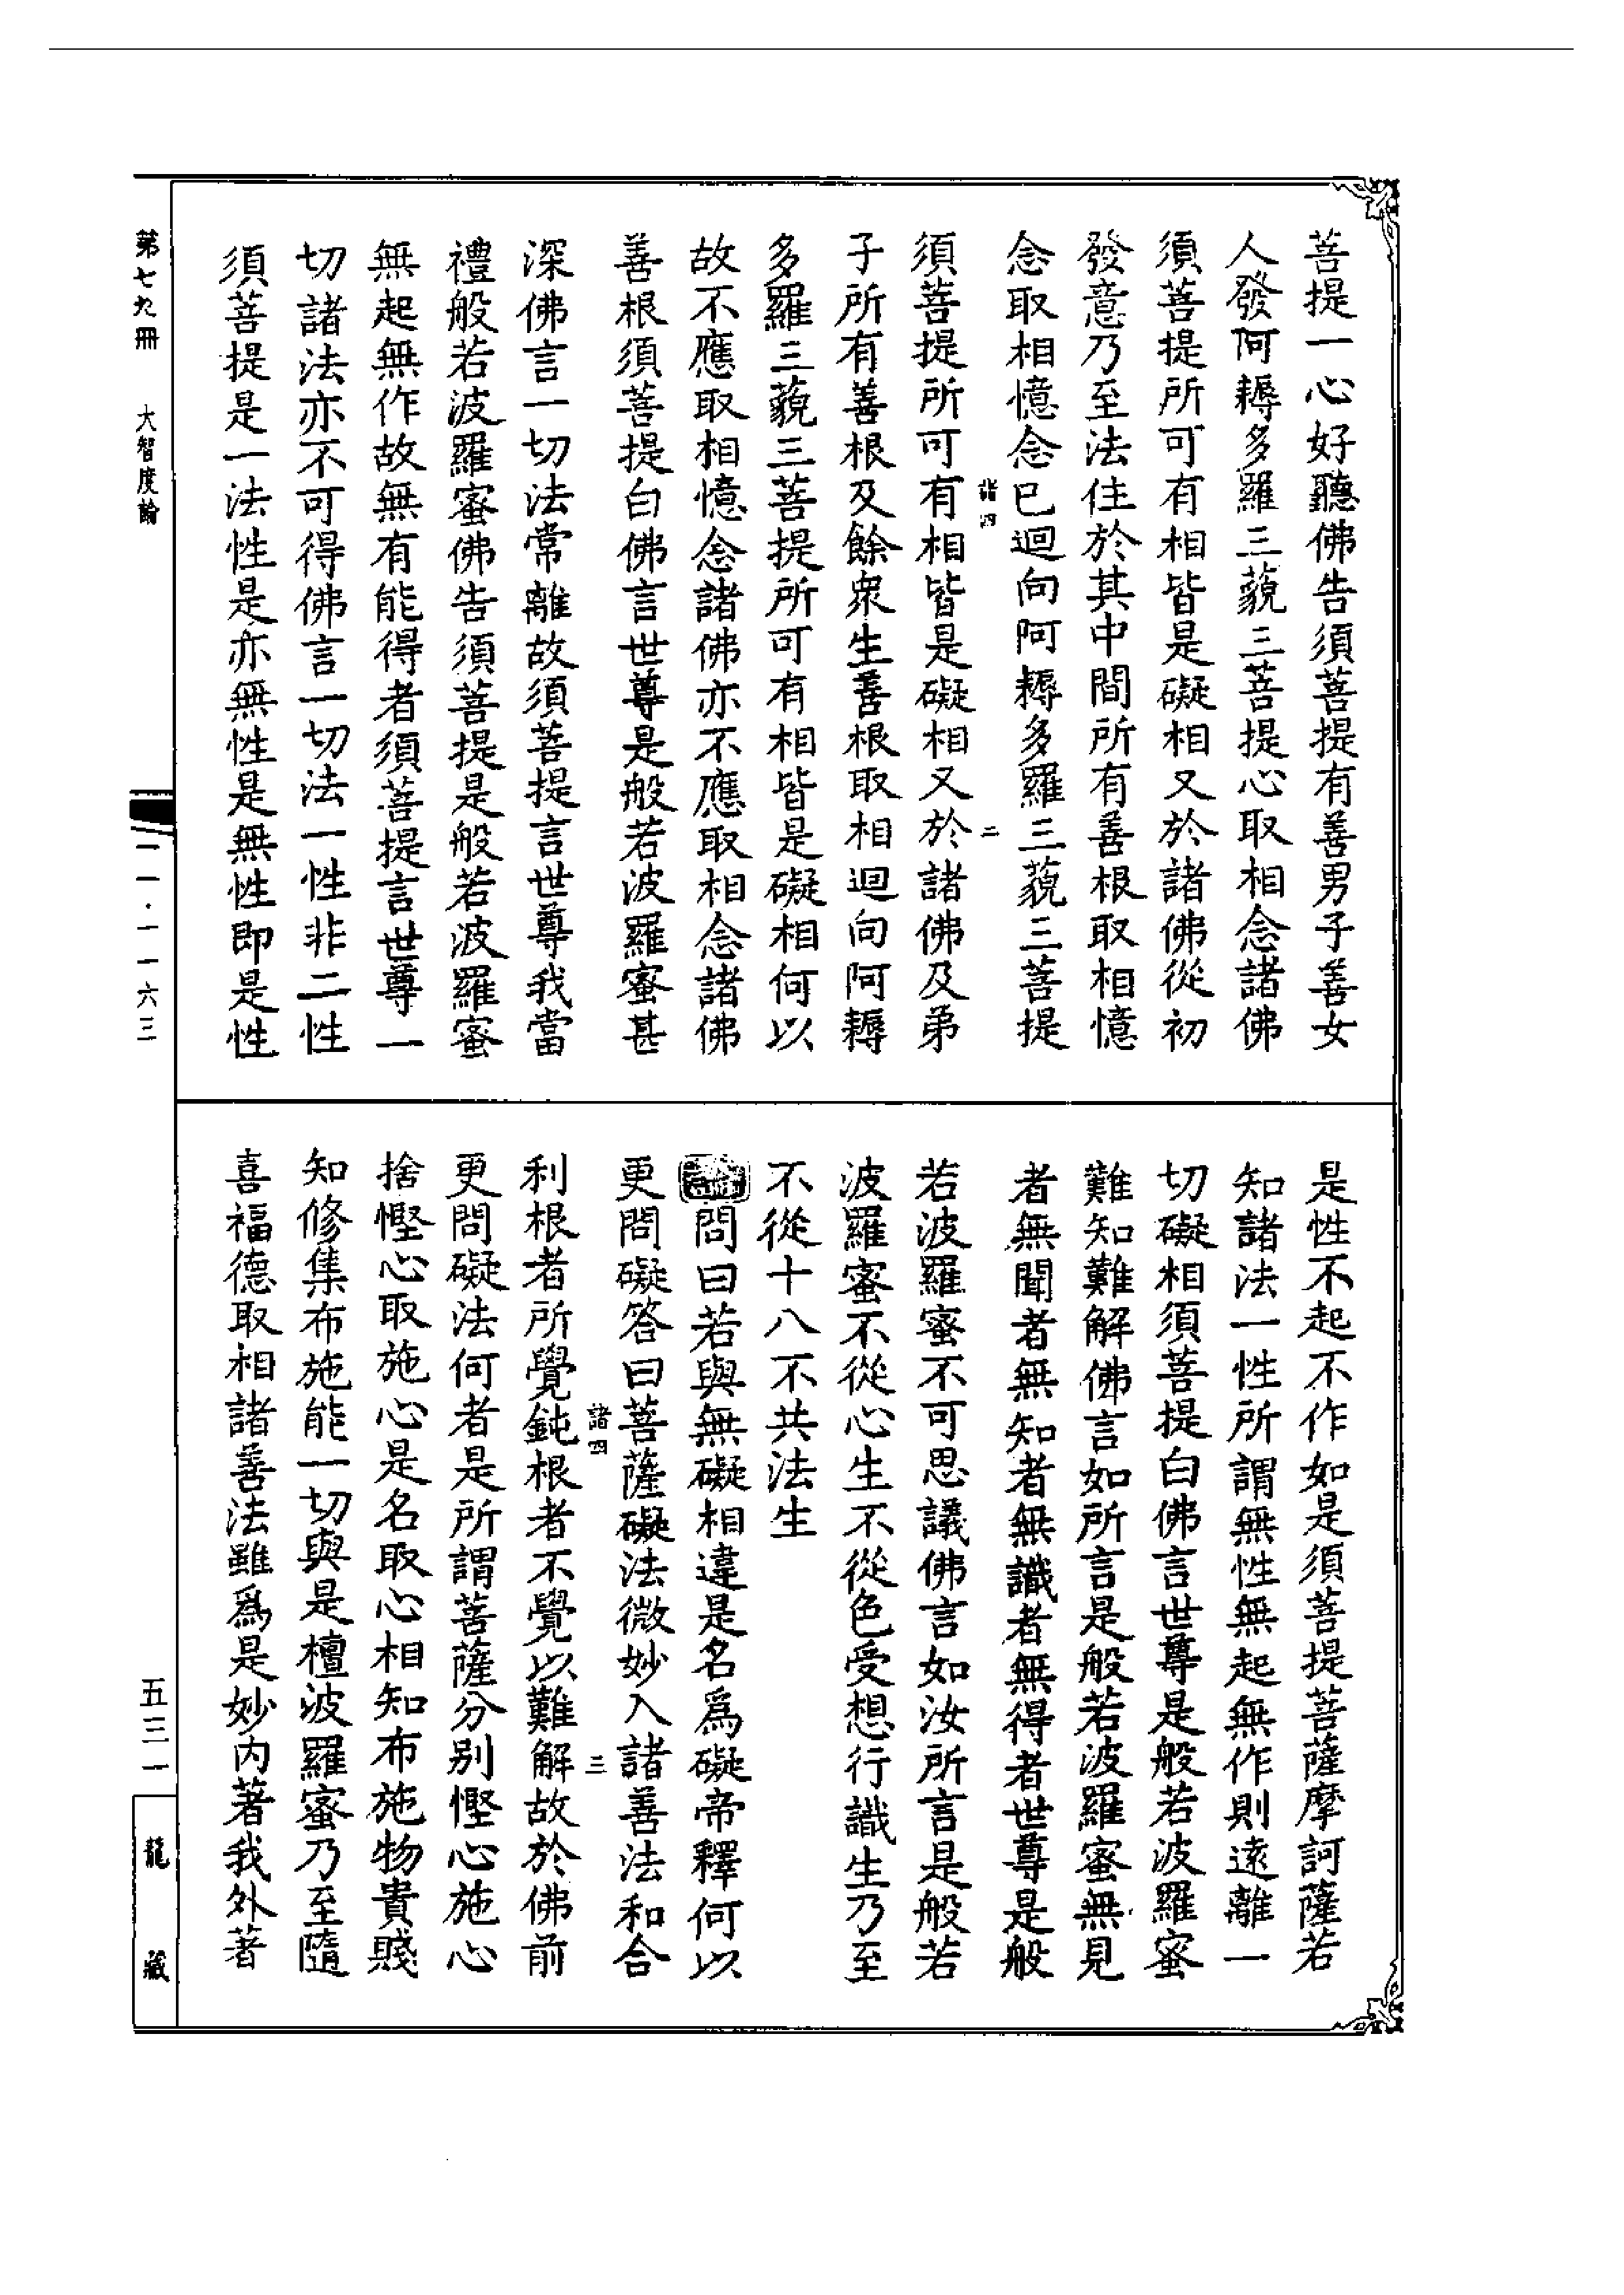 菩提一心好聽佛告須菩提有善男子善女
人發阿耨多羅三藐三菩提心取相念諸佛
須菩提所可有相皆是礙相又於諸佛從初
發意乃至法住於其中間所有善根取相憶
念取相憶念已迴向阿耨多羅三藐三菩提
諸四 二
須菩提所可有相皆是礙相又於諸佛及弟
子所有善根及餘衆生善根取相迴向阿耨
多羅三藐三菩提所可有相皆是礙相何以
故不應取相憶念諸佛亦不應取相念諸佛
善根須菩提白佛言世尊是般若波羅蜜甚
深佛言一切法常離故須菩提言世尊我當
禮般若波羅蜜佛告須菩提是般若波羅蜜
無起無作故無有能得者須菩提言世尊一
切諸法亦不可得佛言一切法一性非二性
須菩提是一法性是亦無性是無性即是性
是性不起不作如是須菩提菩薩摩訶薩若
知諸法一性所謂無性無起無作則遠離一
切礙相須菩提白佛言世尊是般若波羅蜜
難知難解佛言如所言是般若波羅蜜無見
者無聞者無知者無識者無得者世尊是般
若波羅蜜不可思議佛言如汝所言是般若
波羅蜜不從心生不從色受想行識生乃至
不從十八不共法生
論問曰若與無礙相違是名爲礙帝釋何以
更問礙答曰菩薩礙法微妙入諸善法和合
諸四 三
利根者所覺鈍根者不覺以難解故於佛前
更問礙法何者是所謂菩薩分別慳心施心
捨慳心取施心是名取心相知布施物貴賤
知修集布施能一切與是檀波羅蜜乃至隨
喜福德取相諸善法雖爲是妙內著我外著
第七九冊 大智度論
一一·一一六三
五三一
龍藏